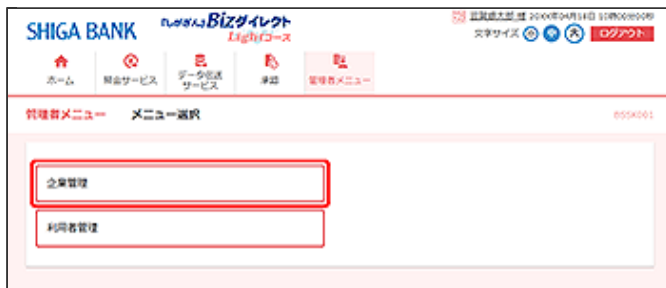 SHIGA BANK
『しがぎん』Bizダイレクト
Lightコース
文字サイズ 小 中 大 ログアウト
ホーム 照会サービス データ伝送サービス 承認 管理者メニュー
管理者メニュー メニュー選択 BSSK001
企業管理
利用者管理